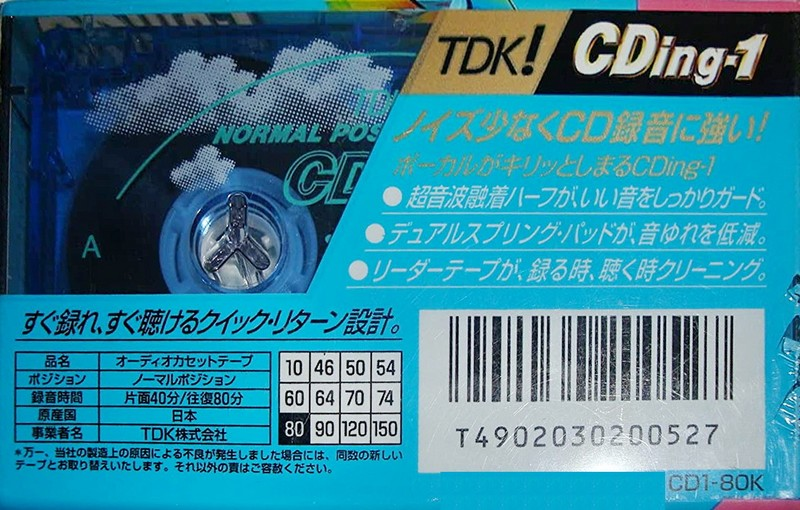 TDK! CDing-1
TDK
NORMAL POS
CD
A
ノイズ少なくCD録音に強い!
ボーカルがキリッとしまるCDing-1
●超音波融着ハーフが、いい音をしっかりガード。
●デュアルスプリング・パッドが、音ゆれを低減。
●リーダーテープが、録る時、聴く時クリーニング。
すぐ録れ、すぐ聴けるクイック・リターン設計。
品名 オーディオカセットテープ
ポジション ノーマルポジション
録音時間 片面40分/往復80分
原産国 日本
事業者名 TDK株式会社
10 46 50 54
60 64 70 74
80 90 120 150
*万一、当社の製造上の原因による不良が発生しました場合には、同数の新しい
テープとお取り替えいたします。それ以外の責はご容赦ください。
T4902030200527
CD1-80K